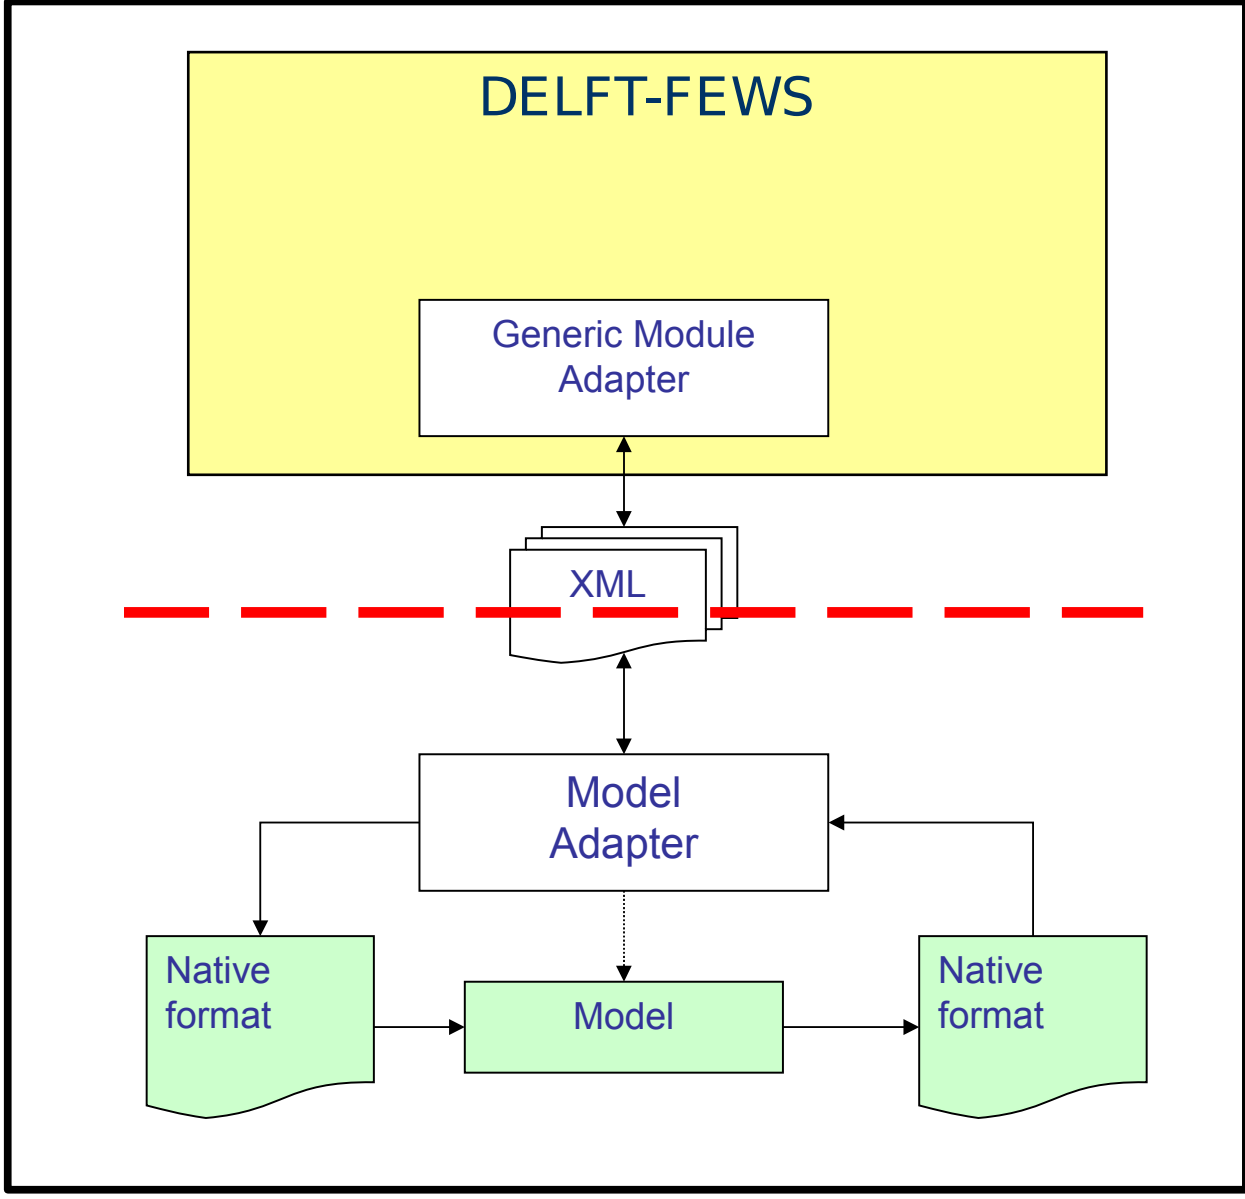 DELFT-FEWS
Generic Module
Adapter
XML
Model
Adapter
Native
format
Model
Native
format